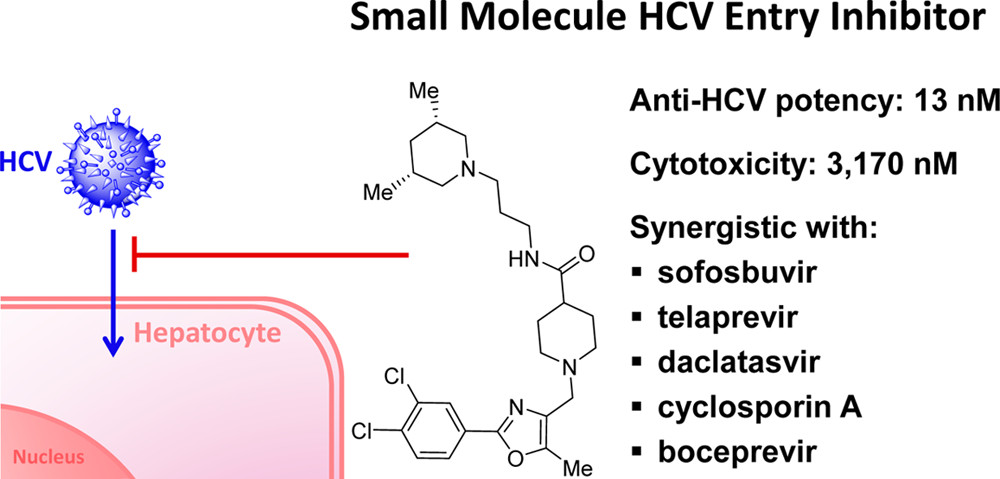 Small Molecule HCV Entry Inhibitor
HCV
Hepatocyte
Nucleus
Me
Me
N
HN
O
N
Cl
Cl
N
O
Me
Anti-HCV potency: 13 nM
Cytotoxicity: 3,170 nM
Synergistic with:
▪ sofosbuvir
▪ telaprevir
▪ daclatasvir
▪ cyclosporin A
▪ boceprevir